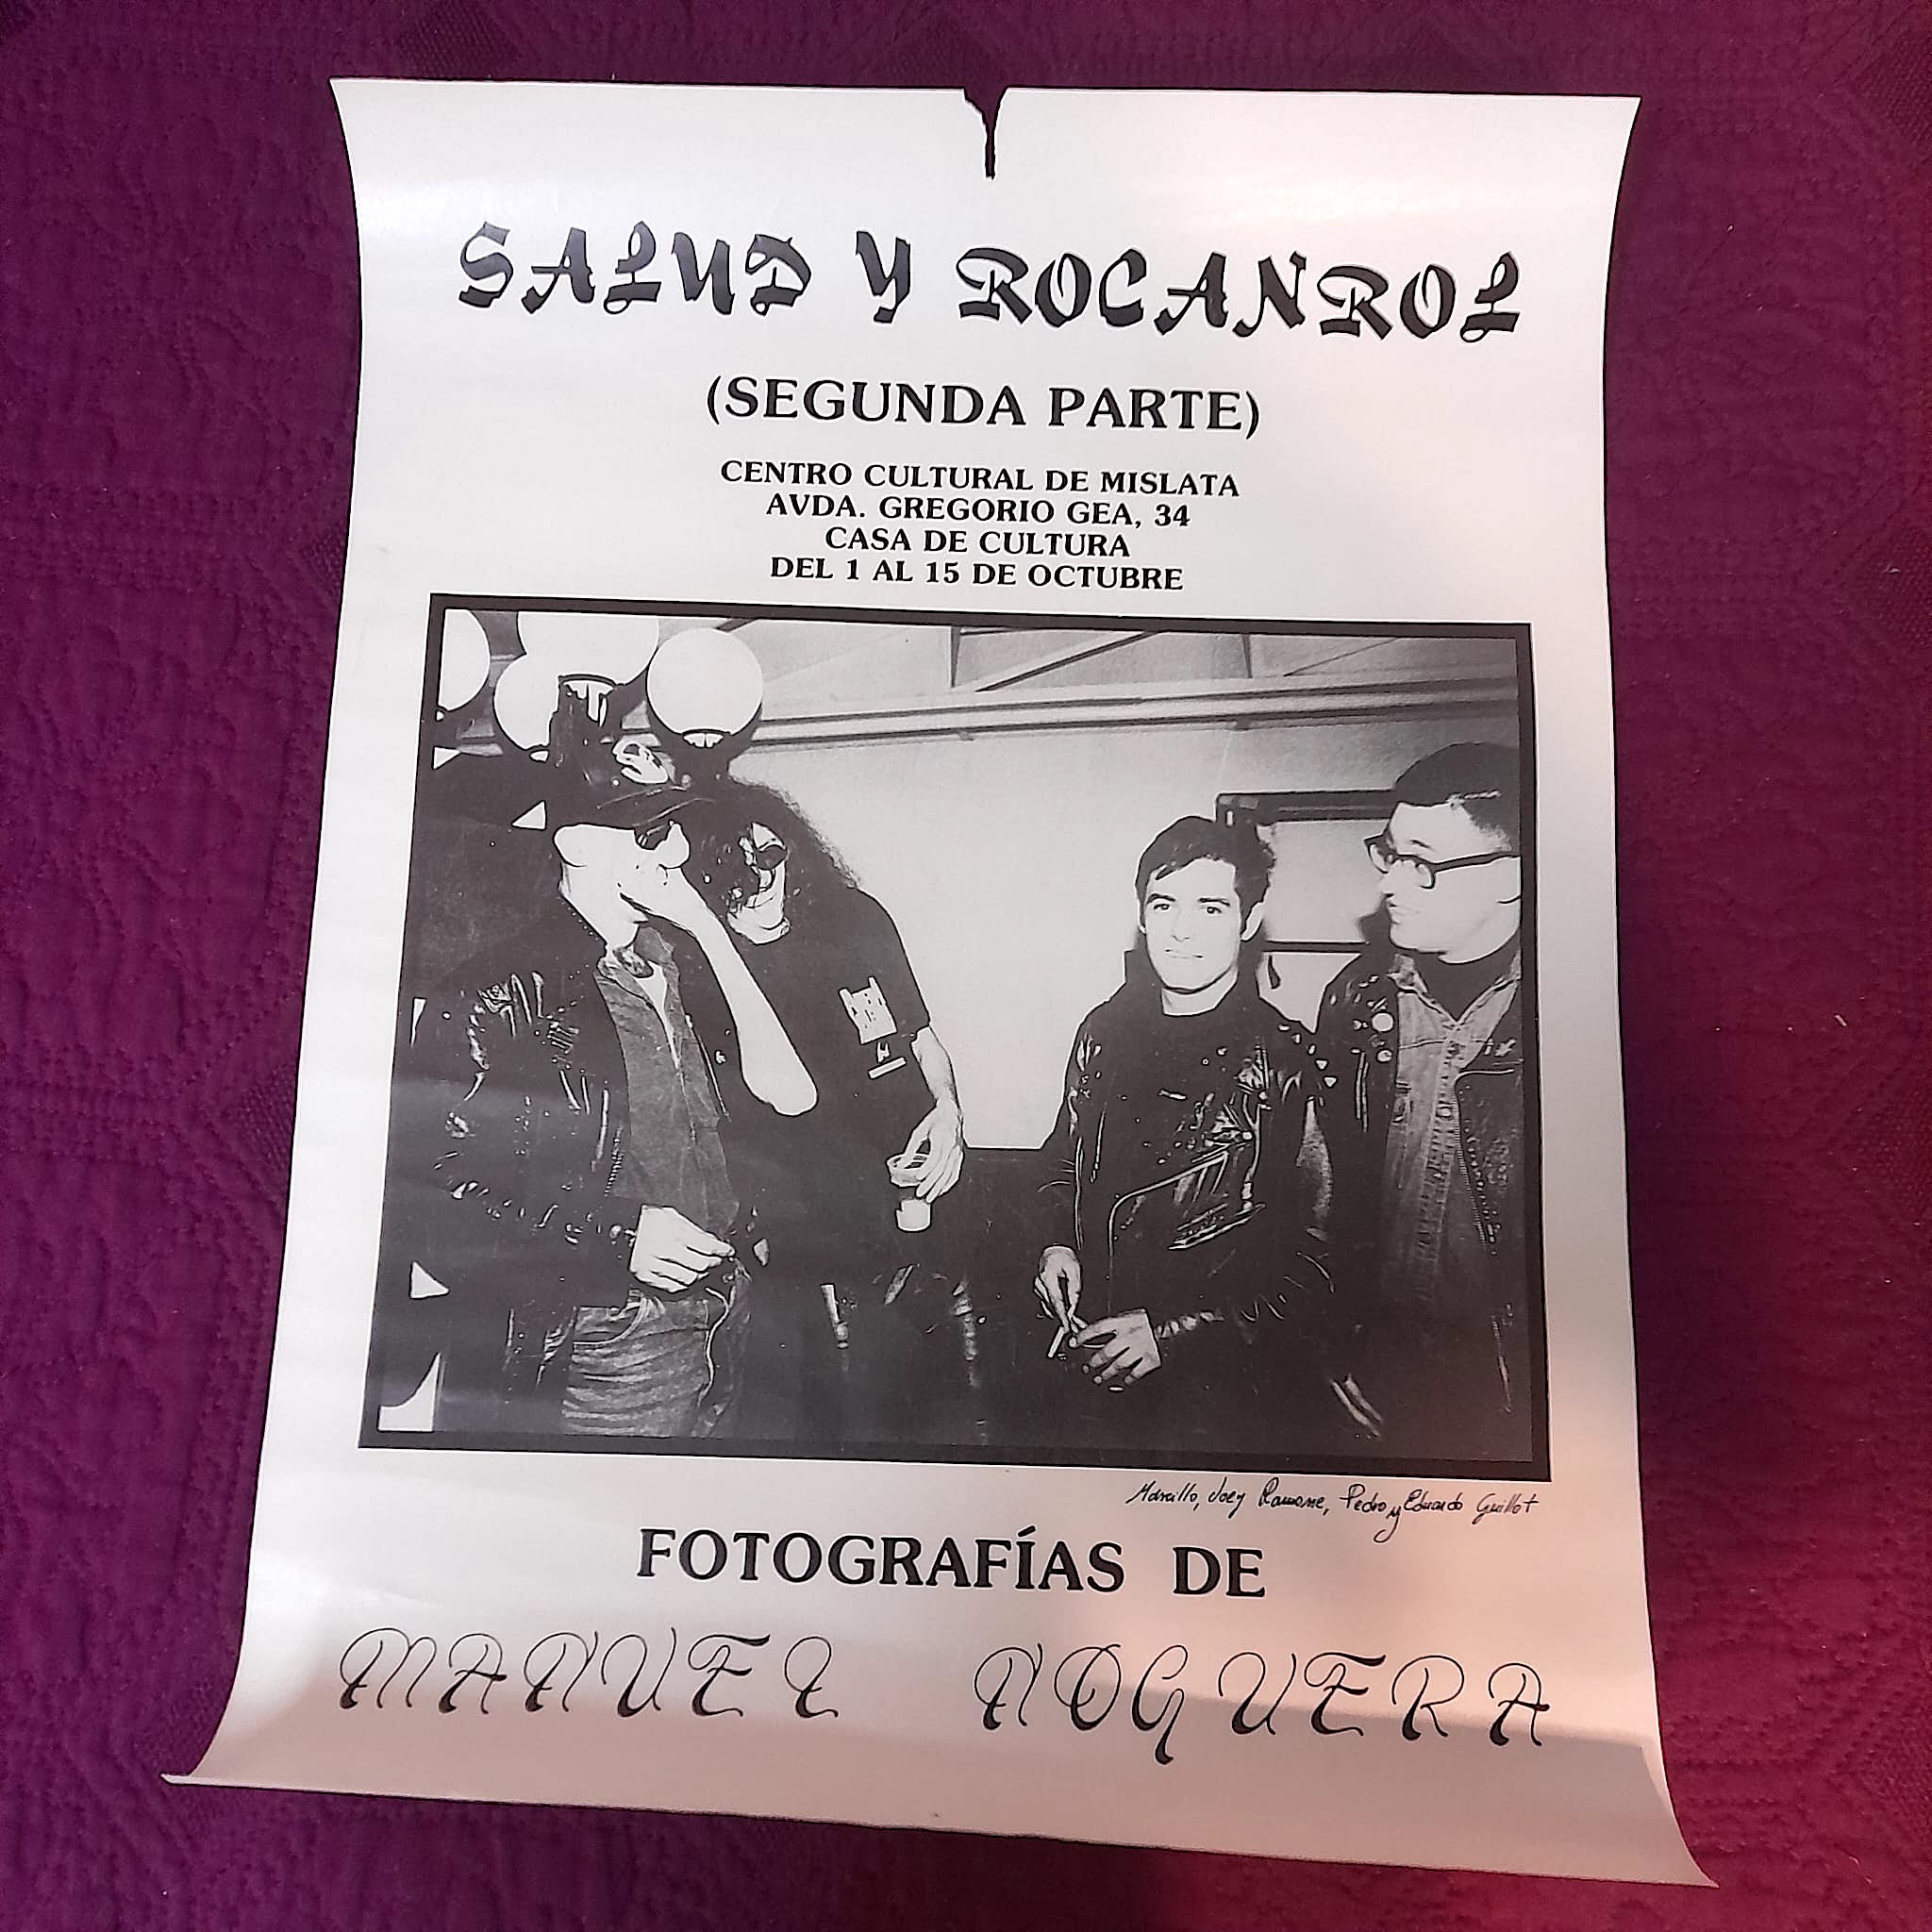 SALUD Y ROCANROL
(SEGUNDA PARTE)
CENTRO CULTURAL DE MISLATA
AVDA. GREGORIO GEA, 34
CASA DE CULTURA
DEL 1 AL 15 DE OCTUBRE
Marcillo, Joey Ramone, Pedro y Eduardo Guillot
FOTOGRAFÍAS DE
MANUEL NOGUERA